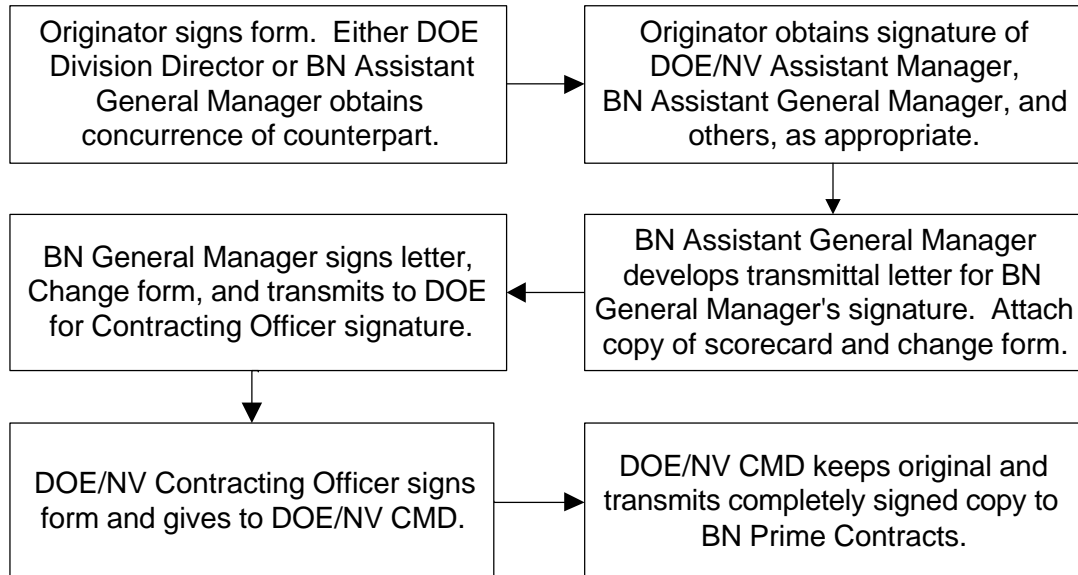 Originator signs form.  Either DOE
Division Director or BN Assistant
General Manager obtains
concurrence of counterpart.
Originator obtains signature of
DOE/NV Assistant Manager,
BN Assistant General Manager, and
others, as appropriate.
BN Assistant General Manager
develops transmittal letter for BN
General Manager's signature.  Attach
copy of scorecard and change form.
BN General Manager signs letter,
Change form, and transmits to DOE
for Contracting Officer signature.
DOE/NV Contracting Officer signs
form and gives to DOE/NV CMD.
DOE/NV CMD keeps original and
transmits completely signed copy to
BN Prime Contracts.